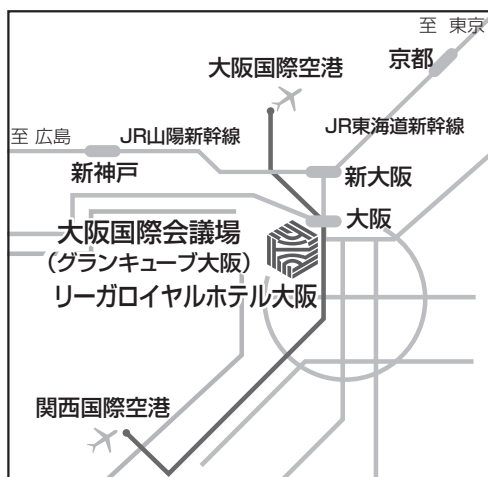 至 東京
京都
大阪国際空港
JR東海道新幹線
至 広島
JR山陽新幹線
新神戸
新大阪
大阪
大阪国際会議場
(グランキューブ大阪)
リーガロイヤルホテル大阪
関西国際空港